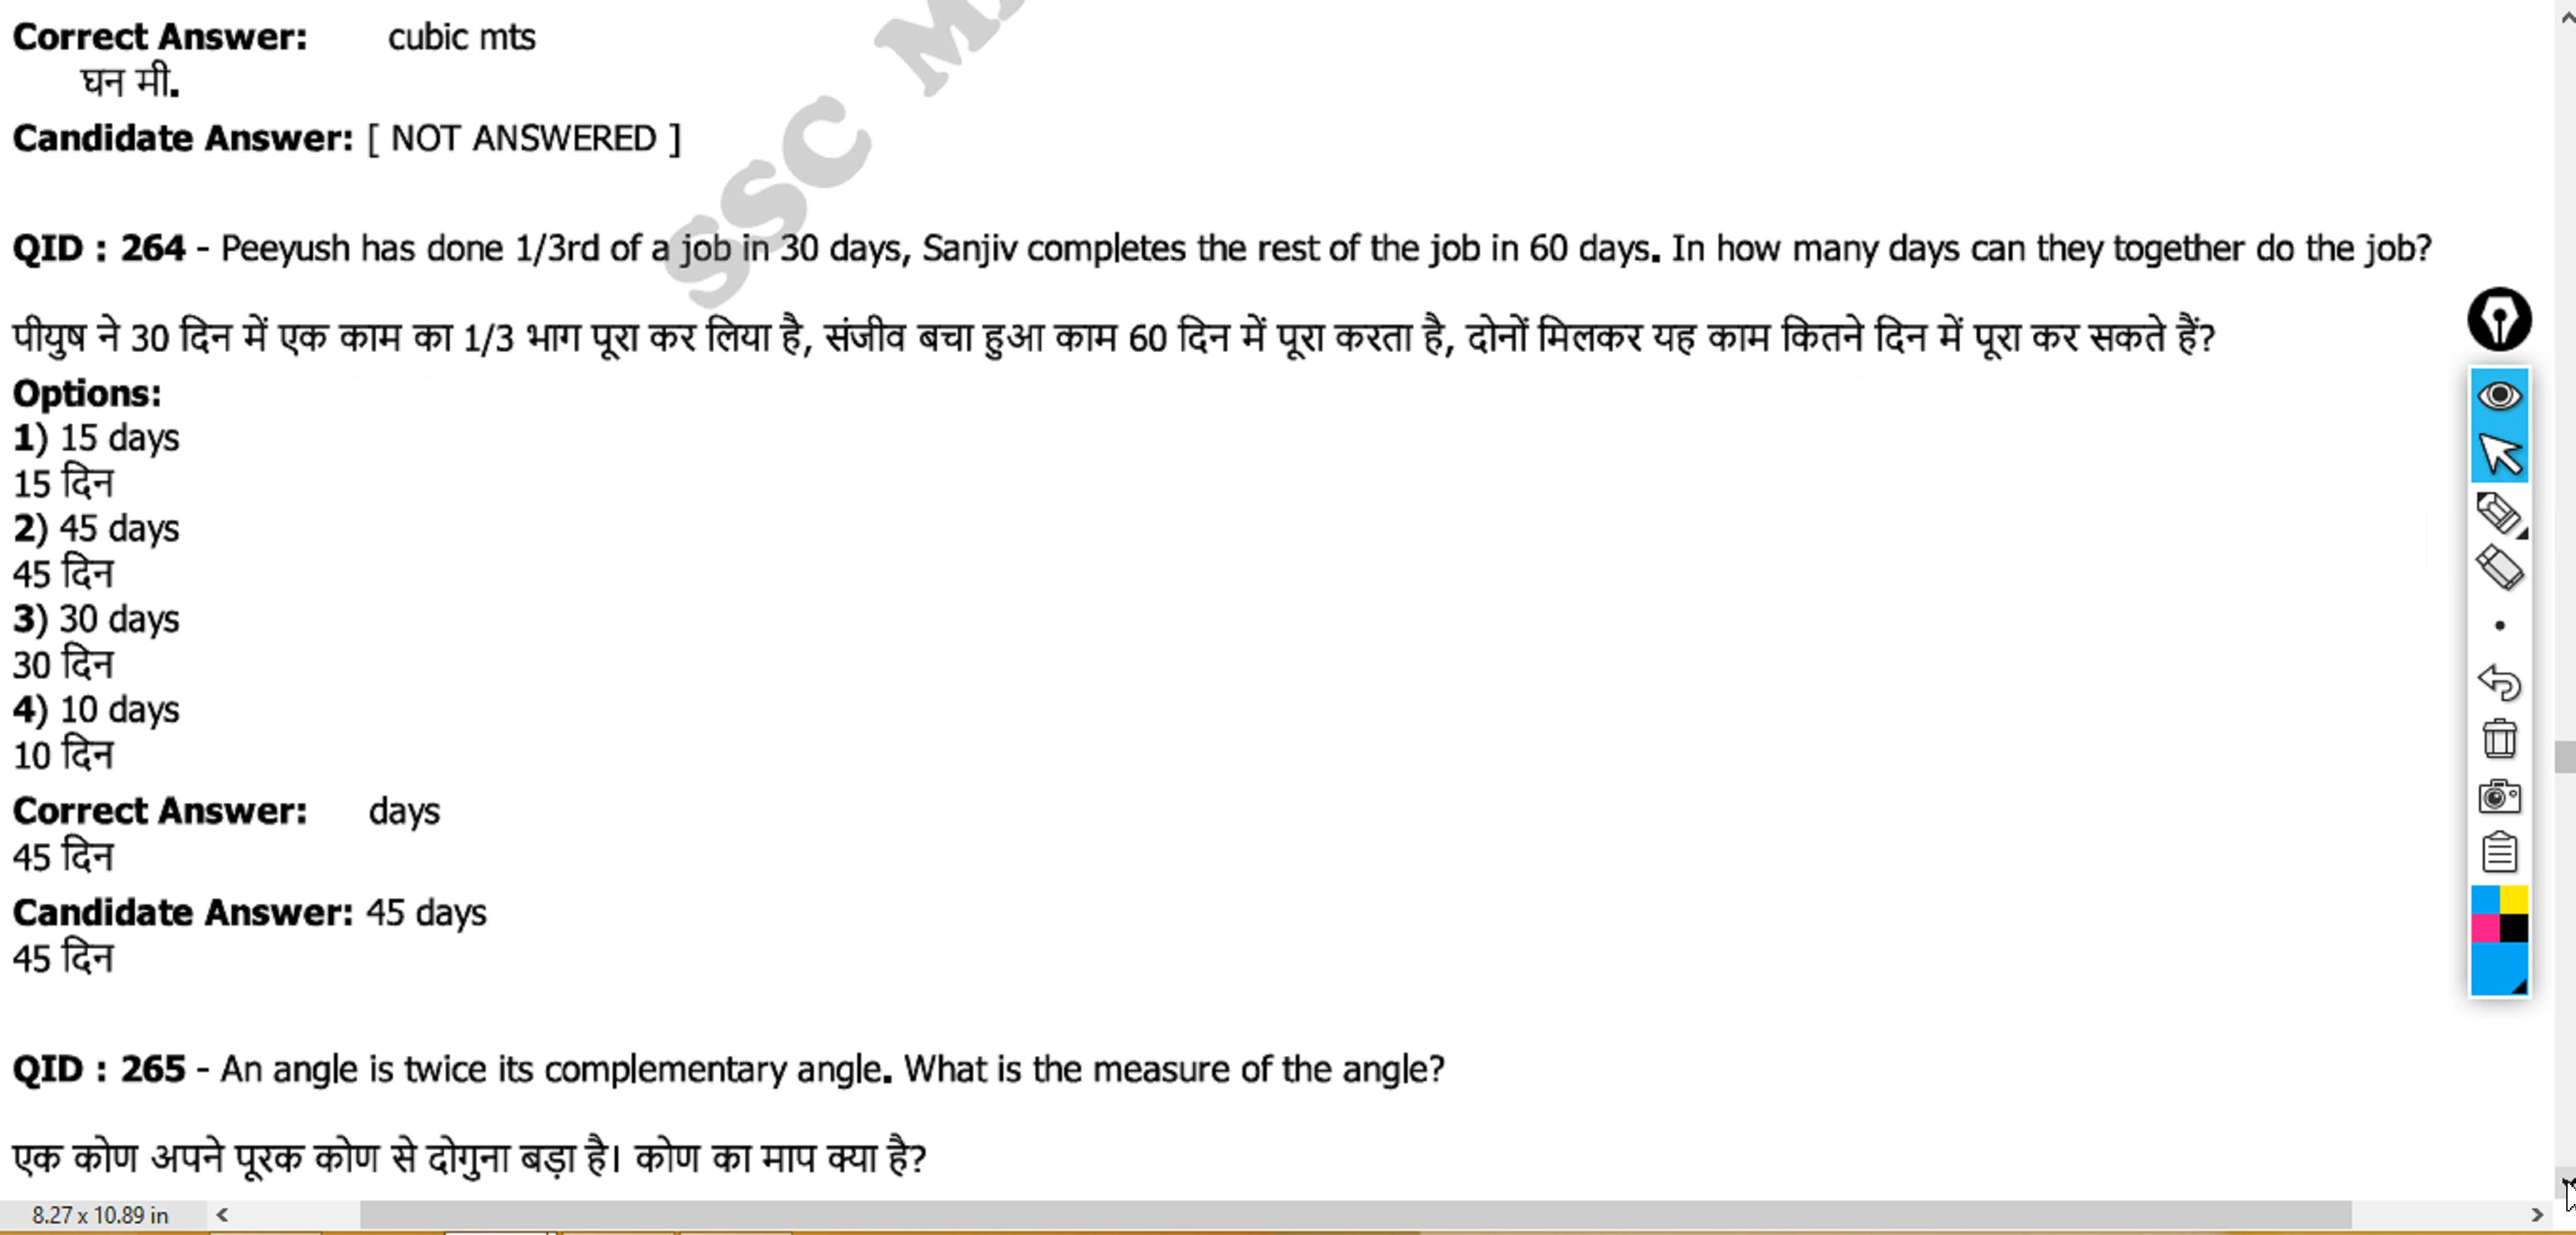 Correct Answer: cubic mts
घन मी.
Candidate Answer: [ NOT ANSWERED ]
SSC
QID : 264 - Peeyush has done 1/3rd of a job in 30 days, Sanjiv completes the rest of the job in 60 days. In how many days can they together do the job?
पीयुष ने 30 दिन में एक काम का 1/3 भाग पूरा कर लिया है, संजीव बचा हुआ काम 60 दिन में पूरा करता है, दोनों मिलकर यह काम कितने दिन में पूरा कर सकते हैं?
Options:
1) 15 days
15 दिन
2) 45 days
45 दिन
3) 30 days
30 दिन
4) 10 days
10 दिन
Correct Answer: days
45 दिन
Candidate Answer: 45 days
45 दिन
QID : 265 - An angle is twice its complementary angle. What is the measure of the angle?
एक कोण अपने पूरक कोण से दोगुना बड़ा है। कोण का माप क्या है?
8.27 x 10.89 in